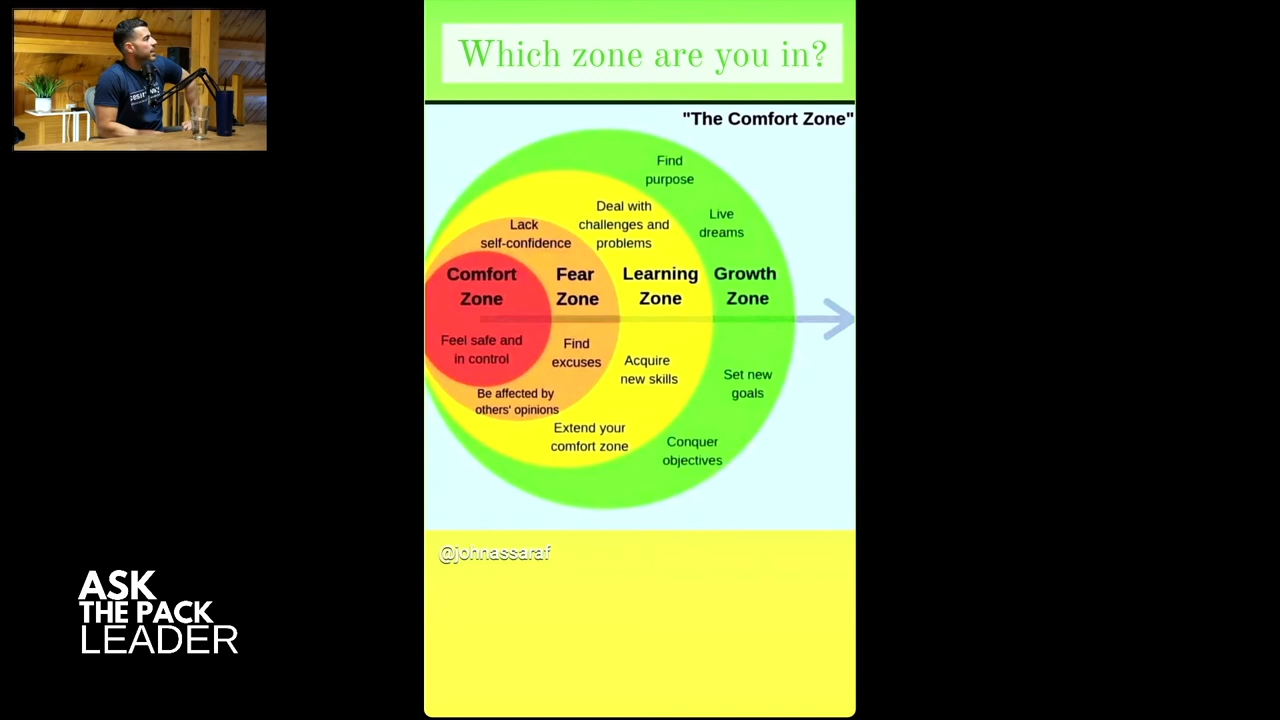 Which zone are you in?
"The Comfort Zone"
Find
purpose
Deal with
challenges and
problems
Live
dreams
Lack
self-confidence
Comfort
Zone
Fear
Zone
Learning
Zone
Growth
Zone
Feel safe and
in control
Find
excuses
Acquire
new skills
Set new
goals
Be affected by
others' opinions
Extend your
comfort zone
Conquer
objectives
@johnassaraf
ASK
THE PACK
LEADER